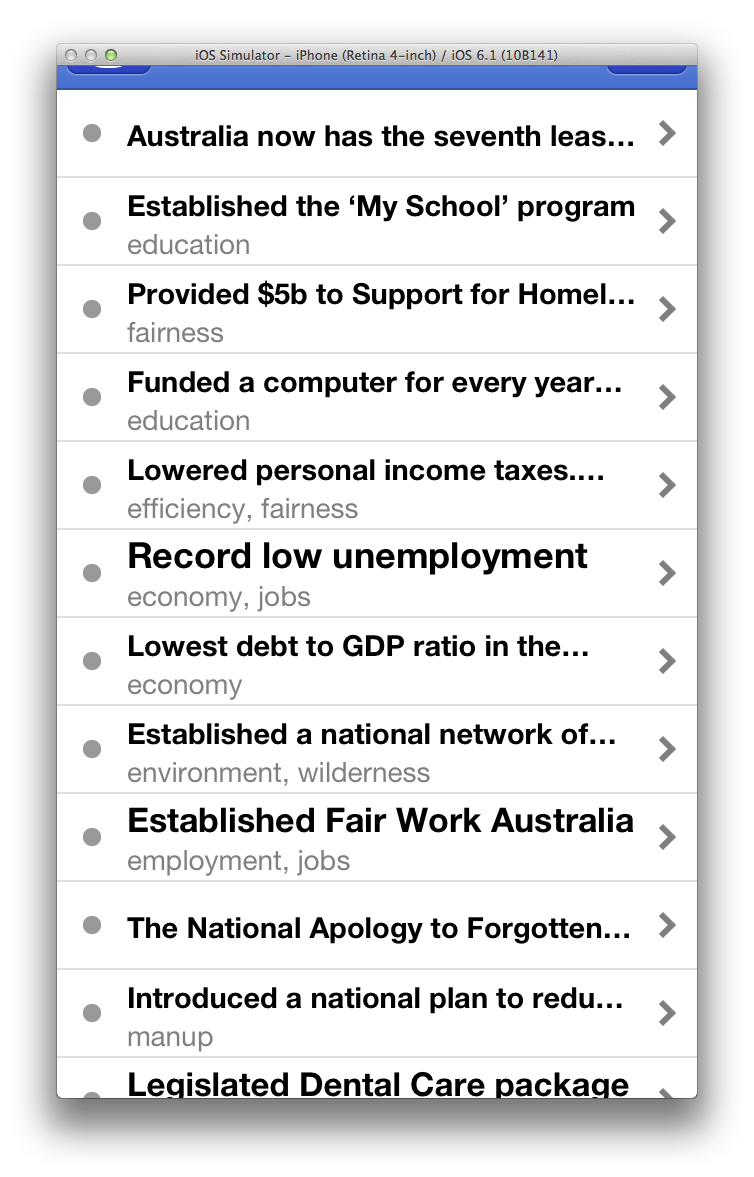 iOS Simulator – iPhone (Retina 4-inch) / iOS 6.1 (10B141)
Australia now has the seventh leas...
Established the ‘My School’ program
education
Provided $5b to Support for Homel...
fairness
Funded a computer for every year...
education
Lowered personal income taxes....
efficiency, fairness
Record low unemployment
economy, jobs
Lowest debt to GDP ratio in the...
economy
Established a national network of...
environment, wilderness
Established Fair Work Australia
employment, jobs
The National Apology to Forgotten...
Introduced a national plan to redu...
manup
Legislated Dental Care package